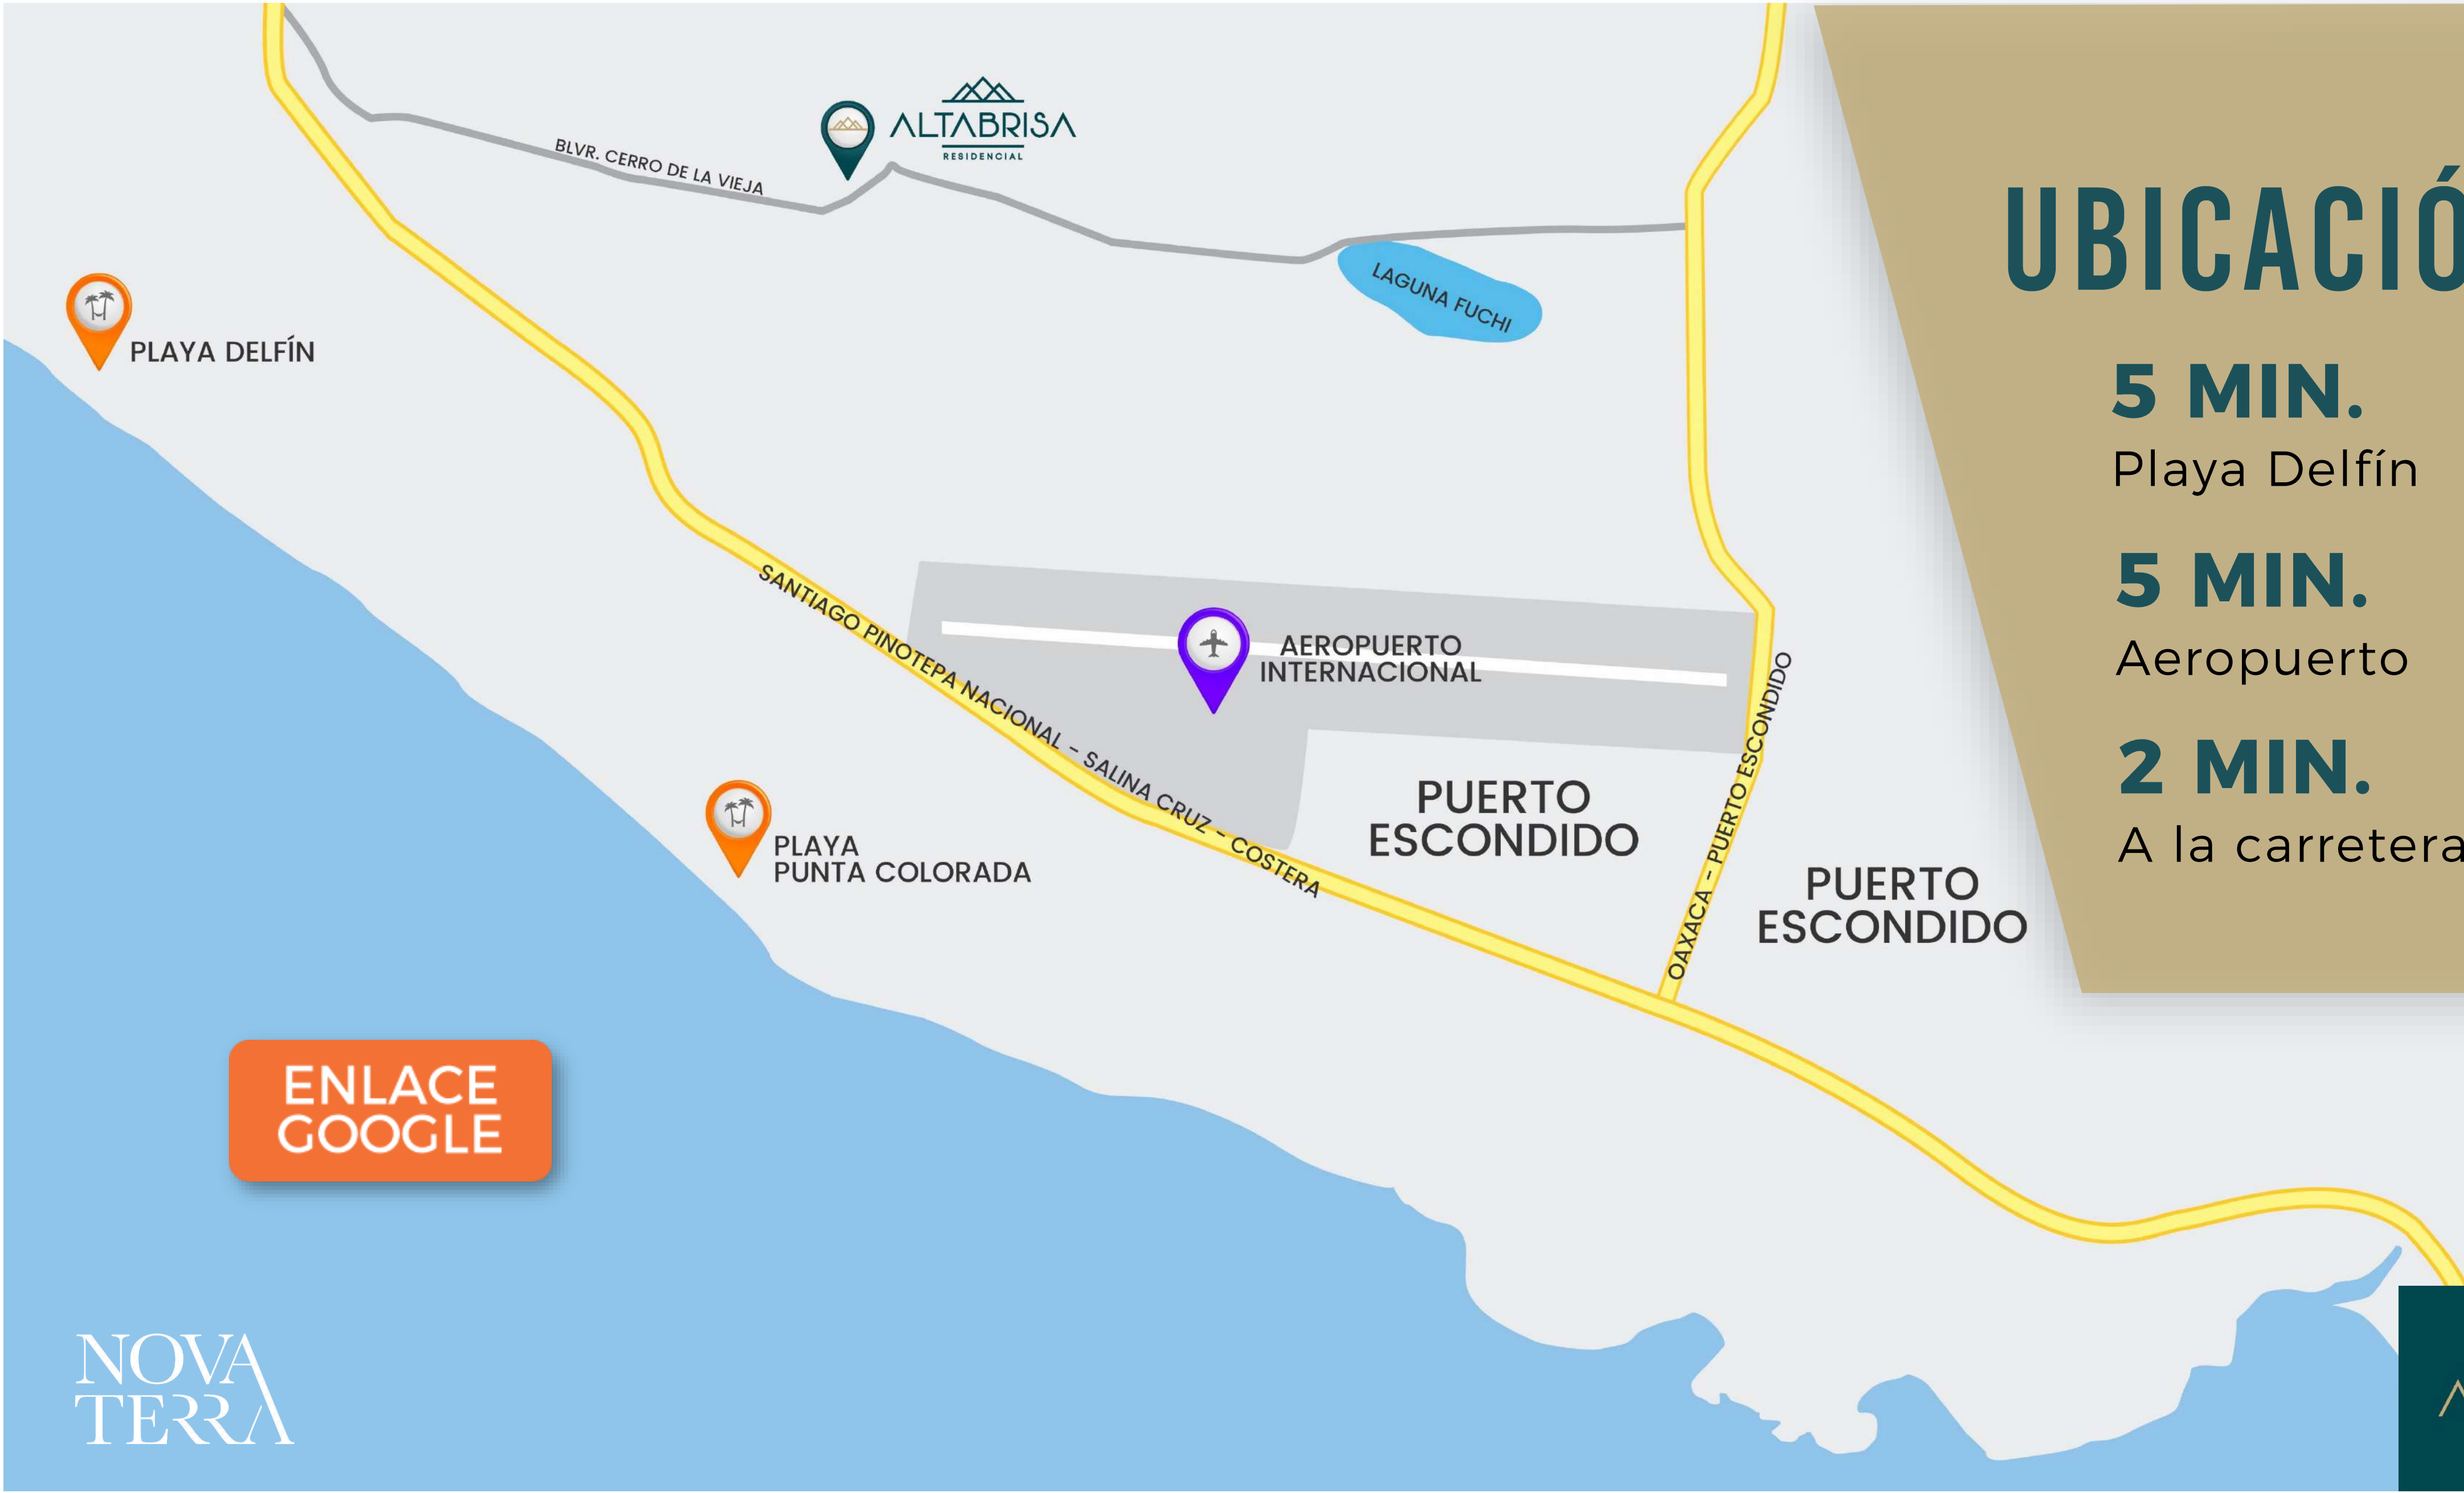 ALTABRISA
RESIDENCIAL
BLVR. CERRO DE LA VIEJA
LAGUNA FUCHI
PLAYA DELFÍN
SANTIAGO PINOTEPA NACIONAL - SALINA CRUZ - COSTERA
AEROPUERTO
INTERNACIONAL
OAXACA - PUERTO ESCONDIDO
PUERTO
ESCONDIDO
PLAYA
PUNTA COLORADA
PUERTO
ESCONDIDO
UBICACIÓ
5 MIN.
Playa Delfín
5 MIN.
Aeropuerto
2 MIN.
A la carretera
ENLACE
GOOGLE
NOVA
TERRA